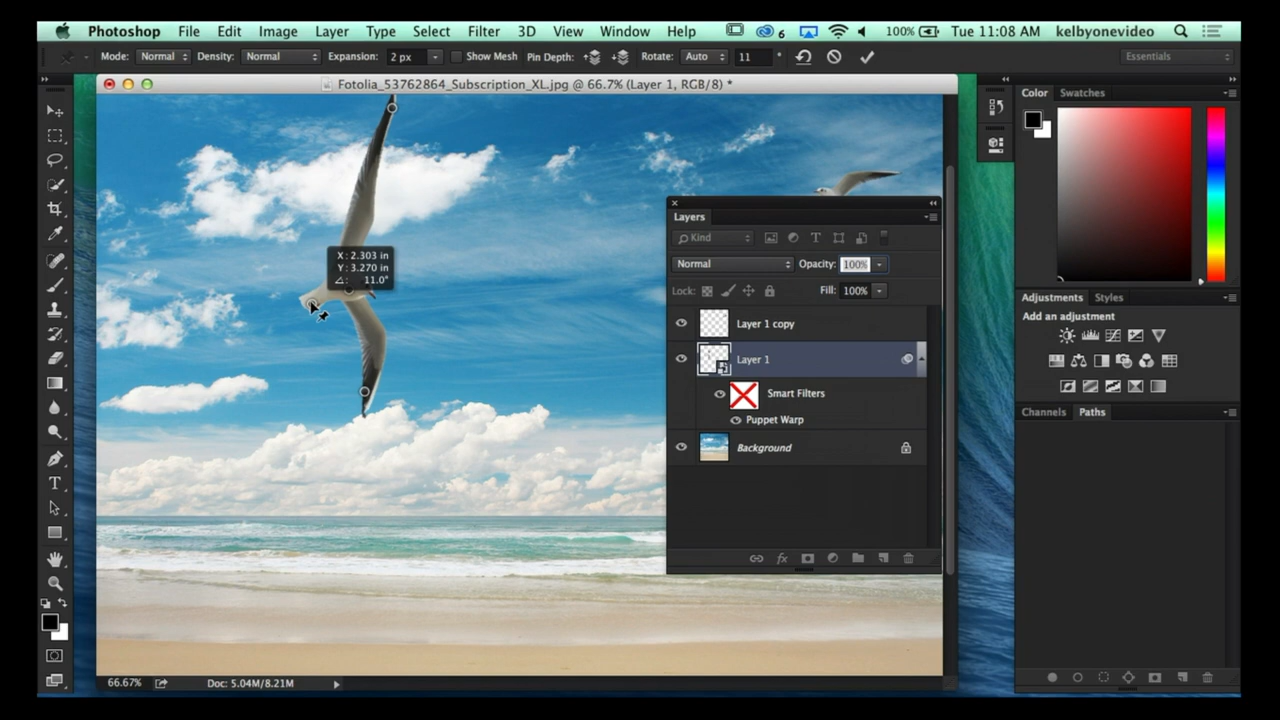 Photoshop File Edit Image Layer Type Select Filter 3D View Window Help 6 100% Tue 11:08 AM kelbyonevideo
Mode: Normal Density: Normal Expansion: 2 px Show Mesh Pin Depth: Rotate: Auto 11 ° Essentials
Fotolia_53762864_Subscription_XL.jpg @ 66.7% (Layer 1, RGB/8) *
Color Swatches
X: 2.303 in
Y: 3.270 in
11.0°
Layers
Kind
Normal Opacity: 100%
Lock: Fill: 100%
Layer 1 copy
Layer 1
Smart Filters
Puppet Warp
Background
Adjustments Styles
Add an adjustment
Channels Paths
66.67% Doc: 5.04M/8.21M